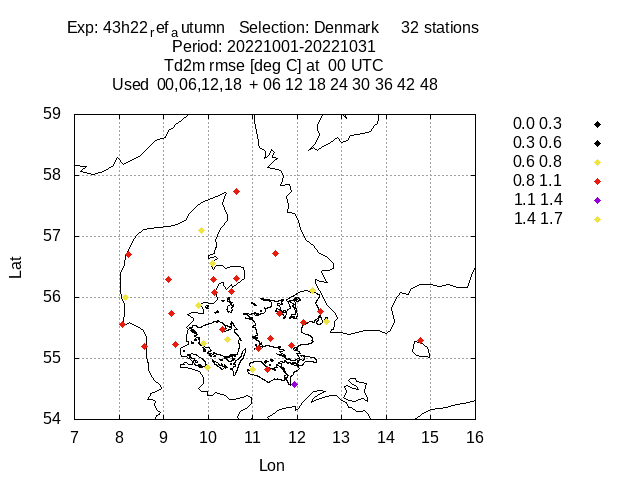 Exp: 43h22ref autumn Selection: Denmark 32 stations
Period: 20221001-20221031
Td2m rmse [deg C] at 00 UTC
Used 00,06,12,18 + 06 12 18 24 30 36 42 48
0.0 0.3
0.3 0.6
0.6 0.8
0.8 1.1
1.1 1.4
1.4 1.7
59
58
57
56
55
54
Lat
7 8 9 10 11 12 13 14 15 16
Lon